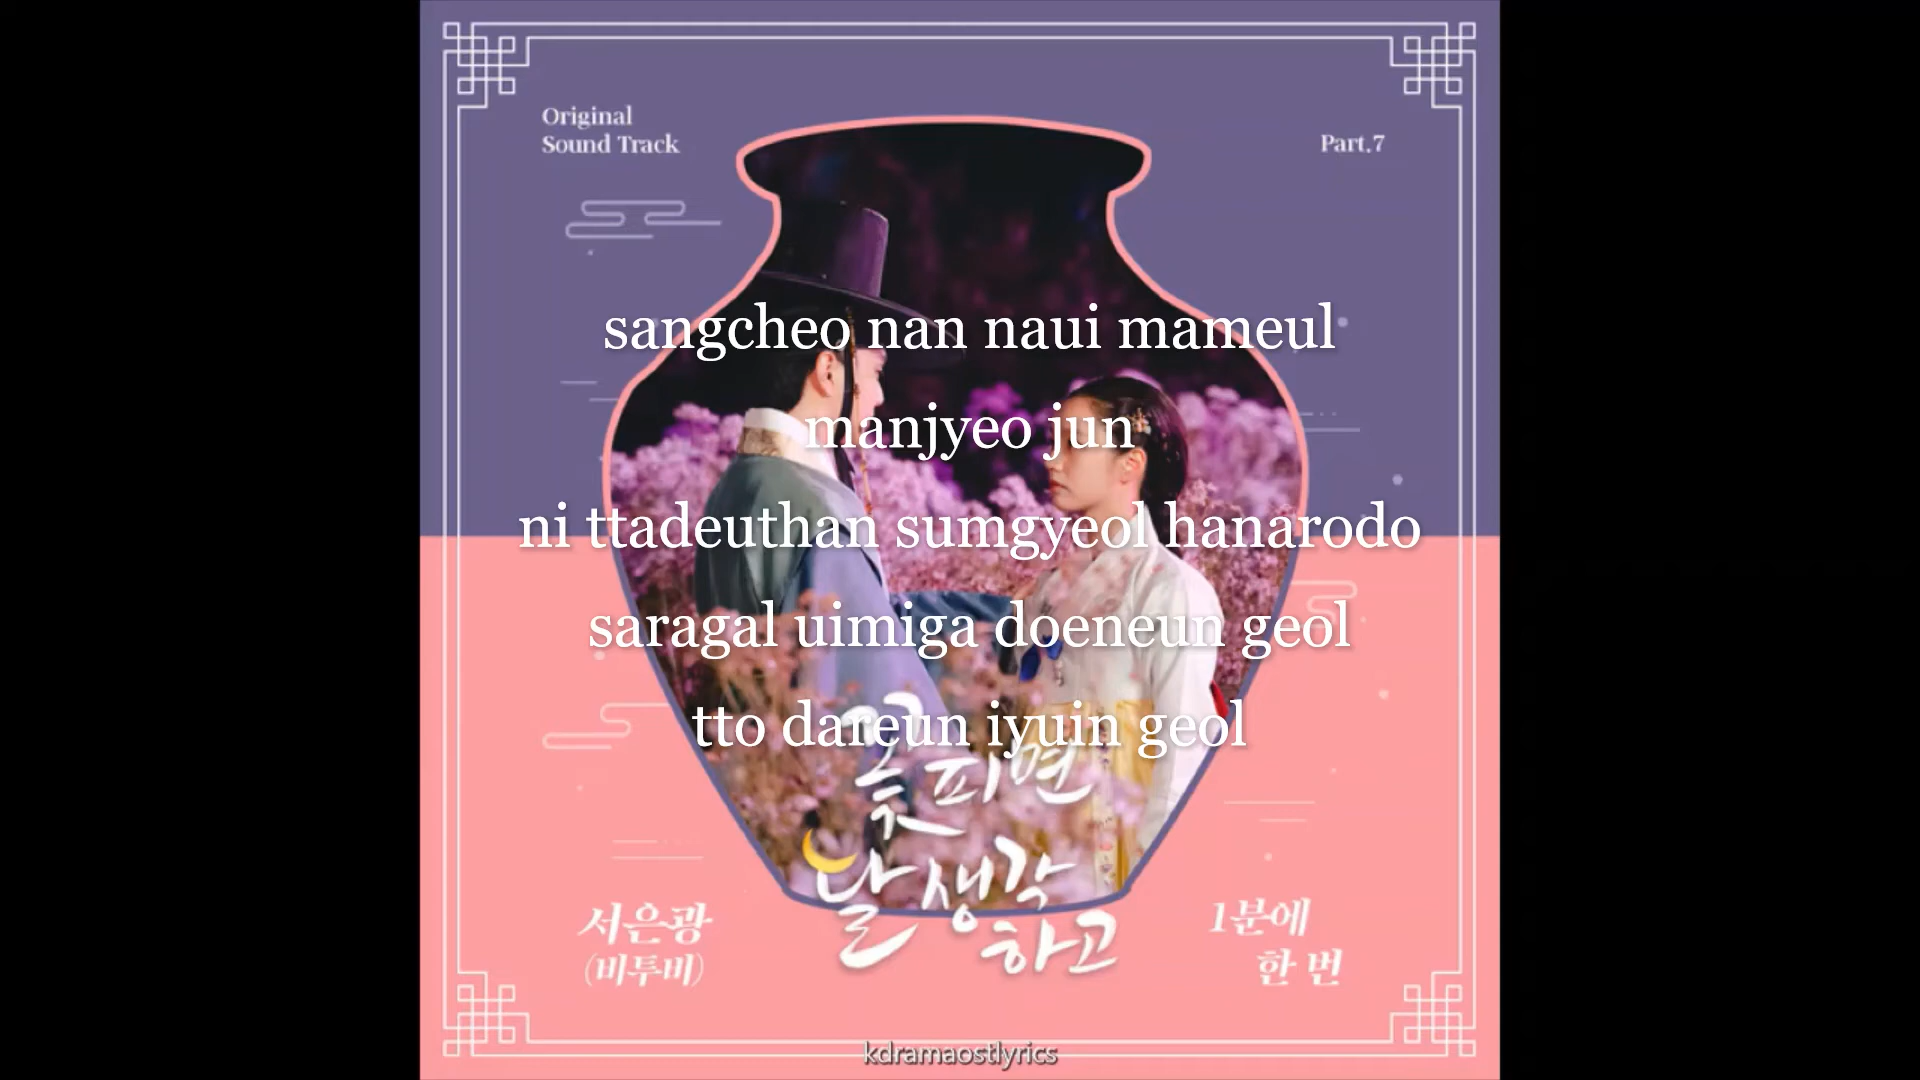 Original
Sound Track
Part.7
sangcheo nan naui mameul
manjyeo jun
ni ttadeuthan sumgyeol hanarodo
saragal uimiga doeneun geol
tto dareun iyuin geol
꽃 피면
달 생각
하고
서은광
(비투비)
1분에
한 번
kdramaostlyrics